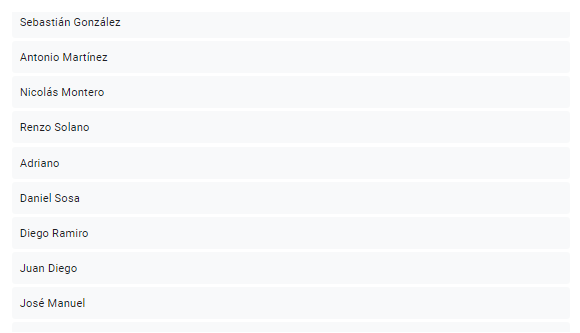 Sebastián González
Antonio Martínez
Nicolás Montero
Renzo Solano
Adriano
Daniel Sosa
Diego Ramiro
Juan Diego
José Manuel